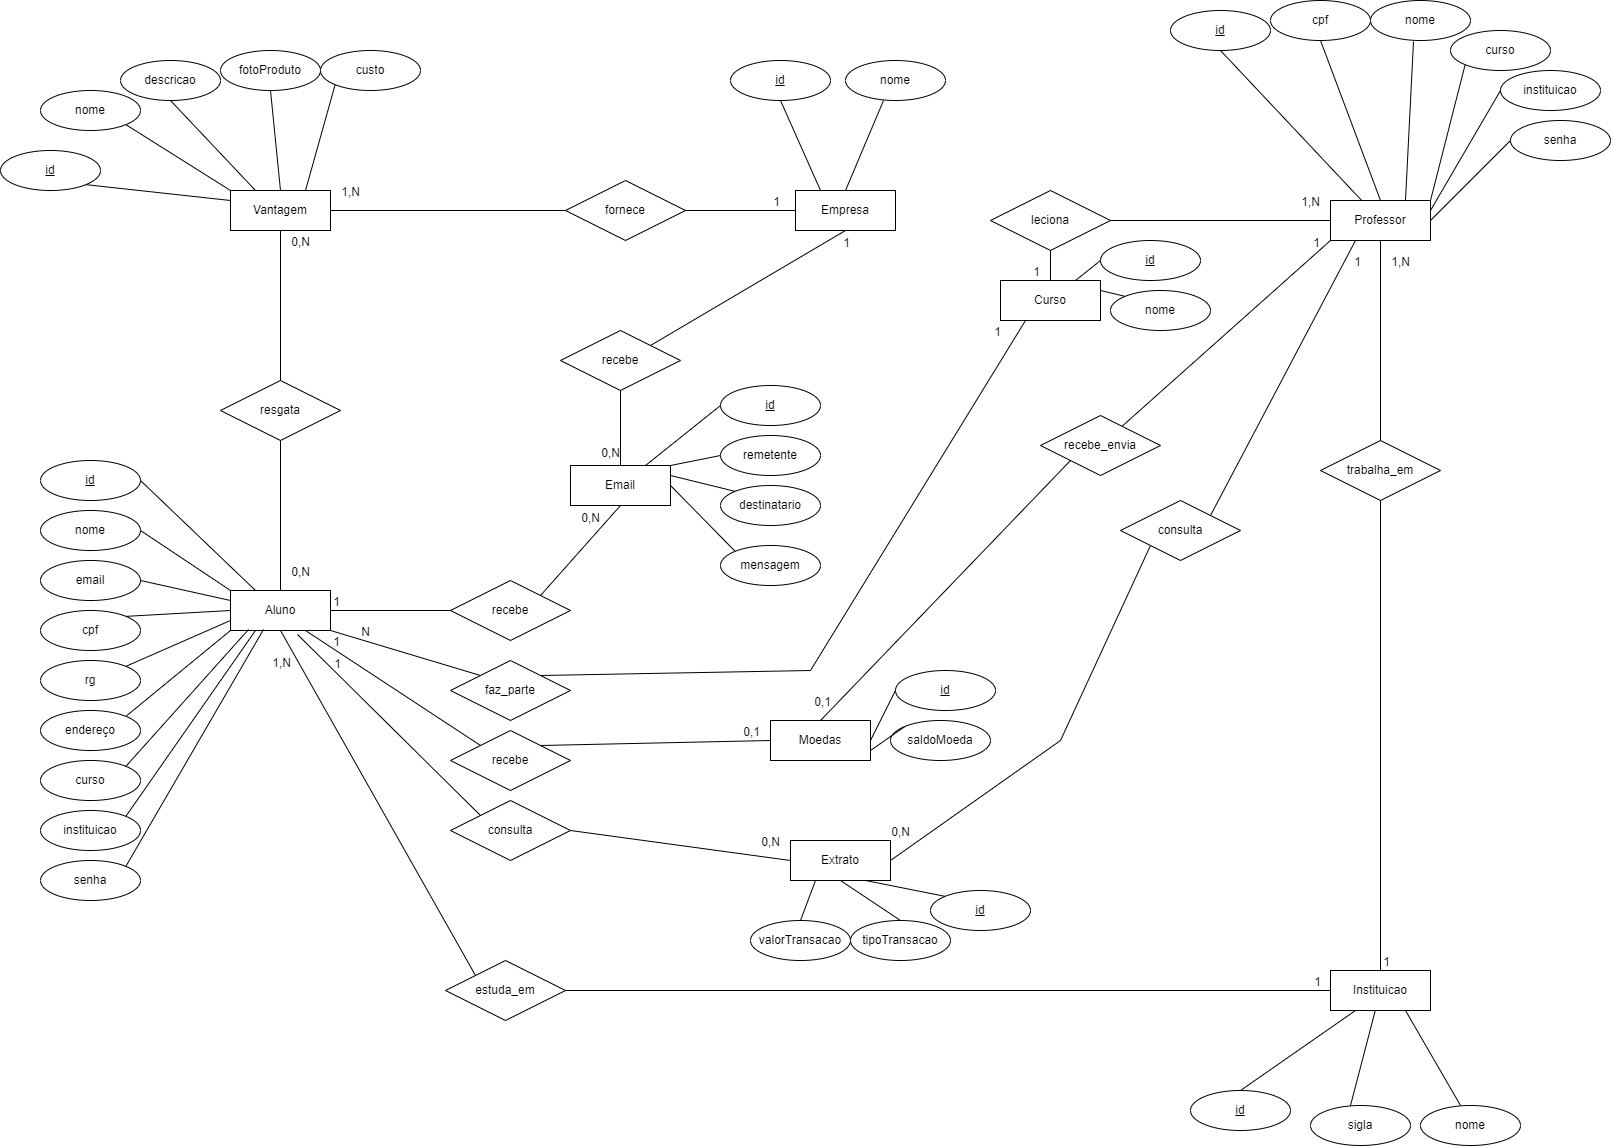 id
cpf
nome
curso
instituicao
senha
descricao
fotoProduto
custo
nome
id
id
nome
Vantagem
1,N
fornece
1
Empresa
leciona
1,N
Professor
0,N
1
1
1
1,N
id
1
Curso
nome
1
recebe
resgata
id
0,N
remetente
recebe_envia
trabalha_em
id
Email
destinatario
0,N
consulta
nome
mensagem
email
0,N
1
Aluno
recebe
cpf
N
1
1,N
1
rg
faz_parte
id
0,1
endereço
0,1
Moedas
saldoMoeda
recebe
curso
instituicao
consulta
0,N
0,N
Extrato
senha
id
valorTransacao
tipoTransacao
1
estuda_em
1
Instituicao
id
sigla
nome